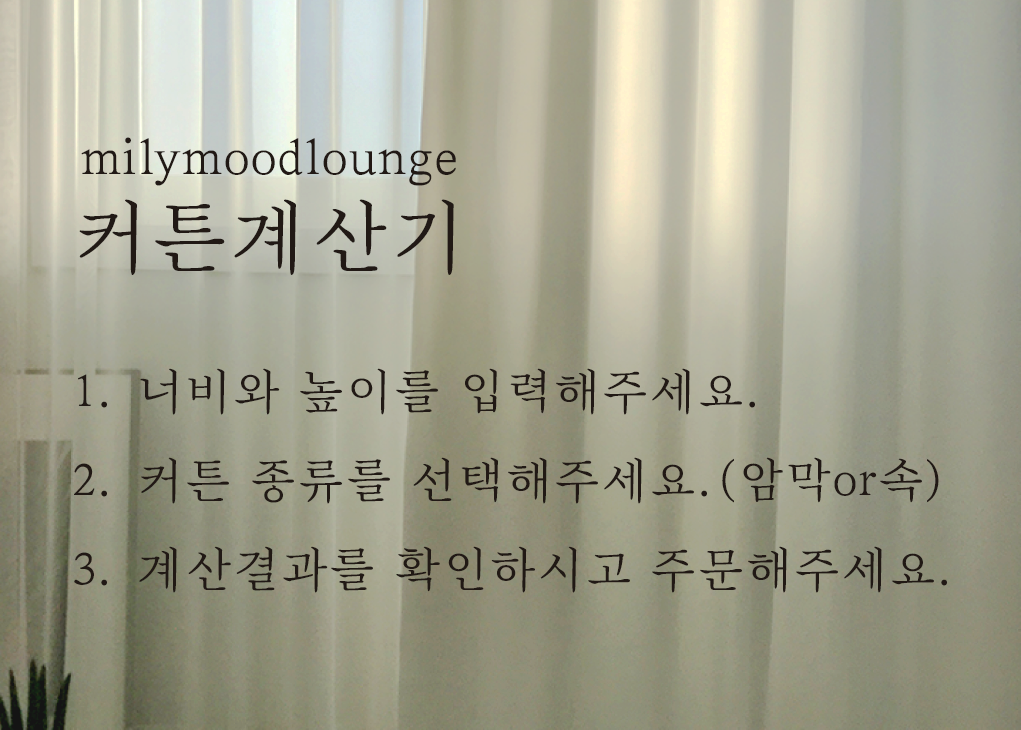 milymoodlounge
커튼계산기
1. 너비와 높이를 입력해주세요.
2. 커튼 종류를 선택해주세요.(암막or속)
3. 계산결과를 확인하시고 주문해주세요.